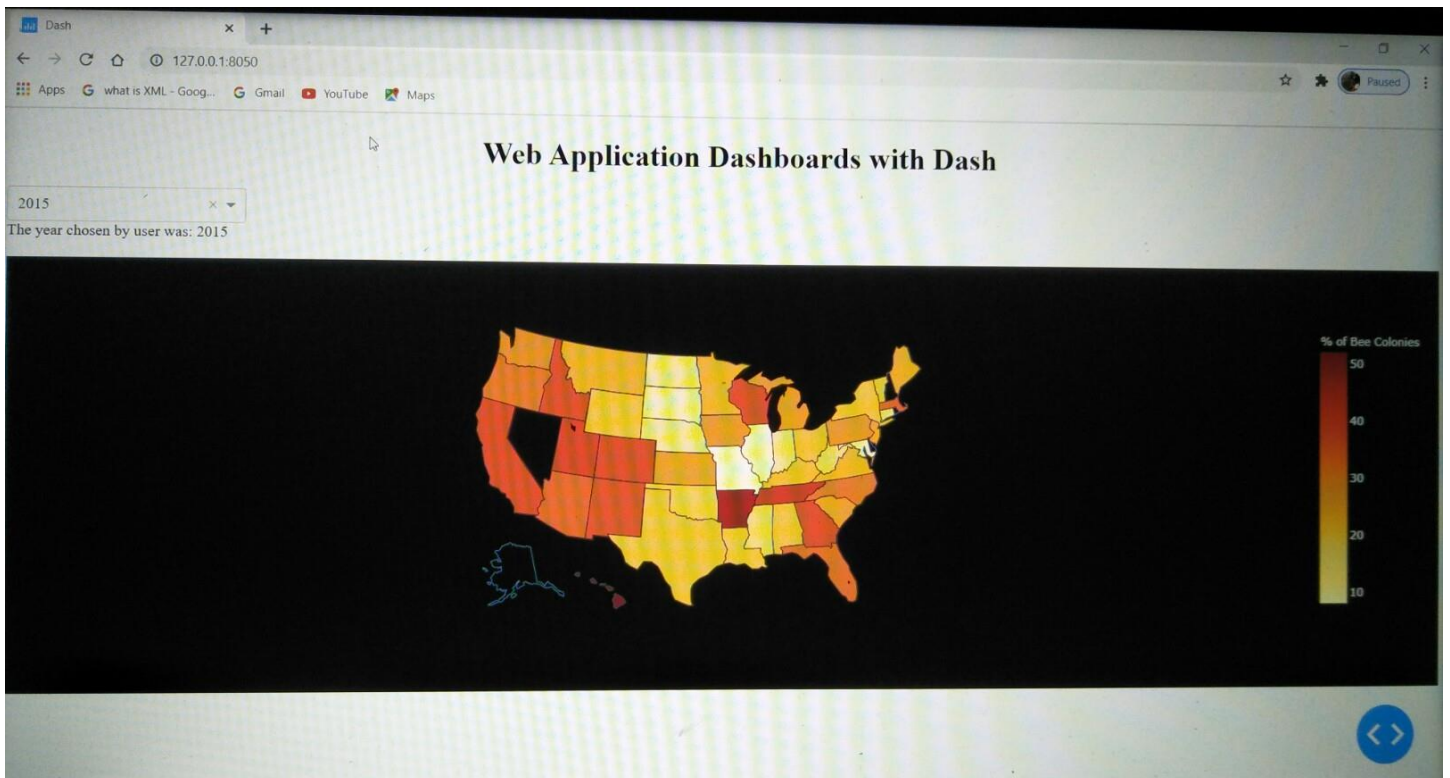 Dash
127.0.0.1:8050
Paused
Apps what is XML - Goog... Gmail YouTube Maps
Web Application Dashboards with Dash
2015
The year chosen by user was: 2015
% of Bee Colonies
50
40
30
20
10